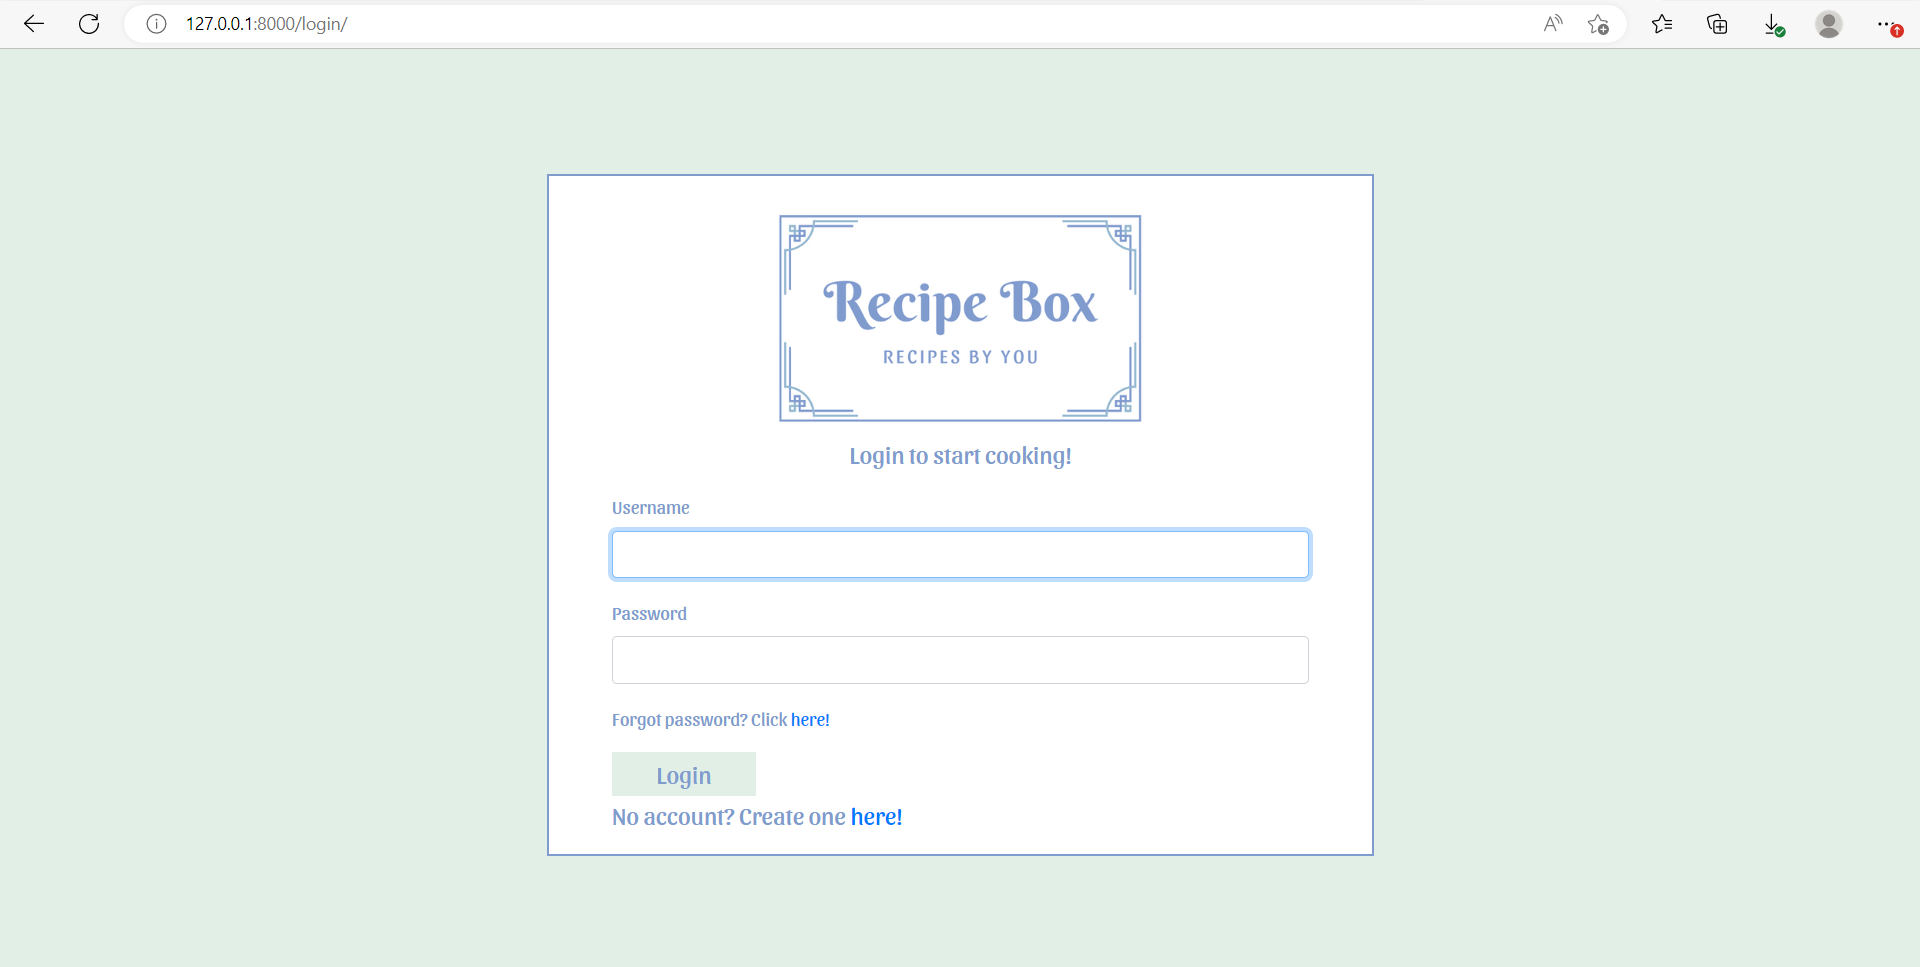 127.0.0.1:8000/login/
Recipe Box
RECIPES BY YOU
Login to start cooking!
Username
Password
Forgot password? Click here!
Login
No account? Create one here!